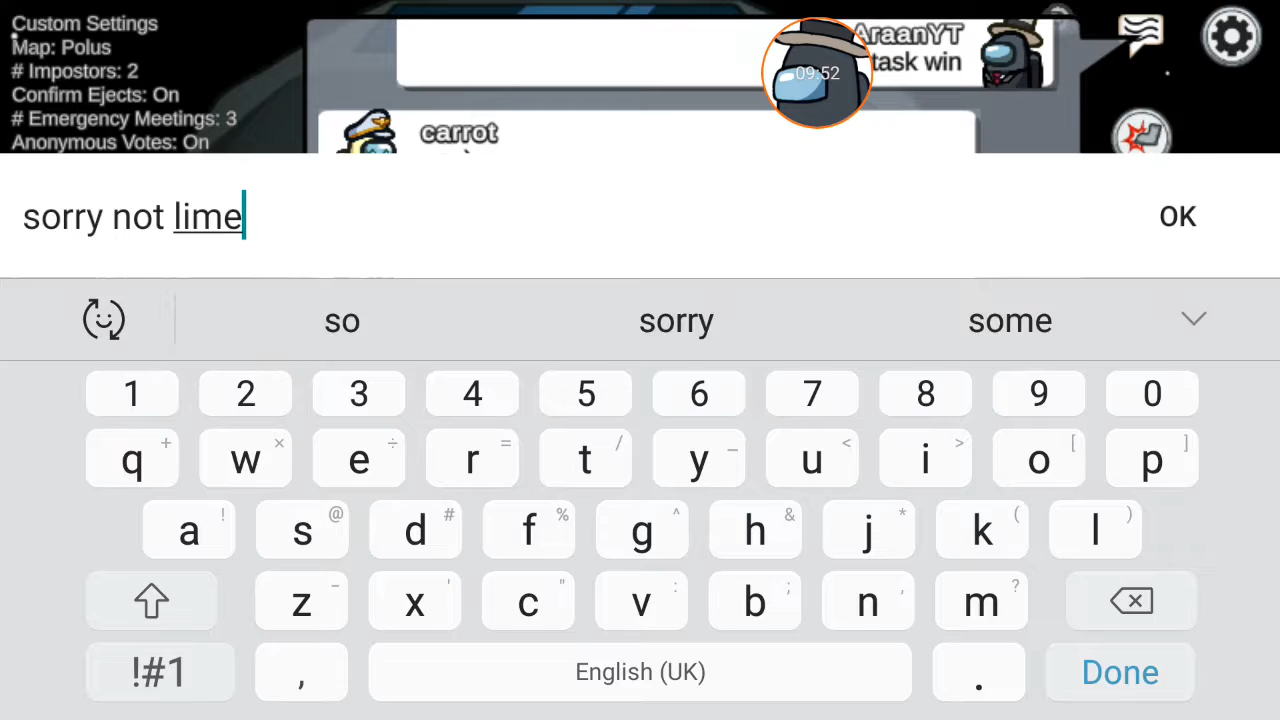 Custom Settings
Map: Polus
# Impostors: 2
Confirm Ejects: On
# Emergency Meetings: 3
Anonymous Votes: On
AraanYT
task win
09:52
carrot
sorry not lime
OK
so sorry some
1 2 3 4 5 6 7 8 9 0
q + w × e ÷ r = t / y _ u < i > o [ p ]
a ! s @ d # f % g ^ h & j * k ( l )
z - x ' c " v : b ; n , m ?
!#1 , English (UK) . Done